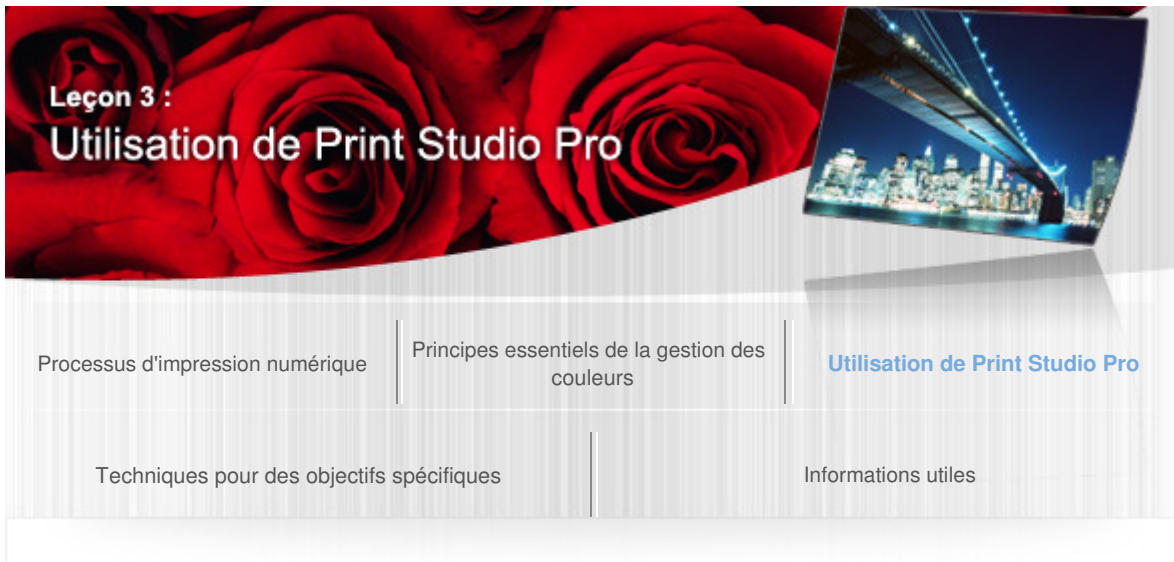 Leçon 3 :
Utilisation de Print Studio Pro
Processus d'impression numérique
Principes essentiels de la gestion des
couleurs
Utilisation de Print Studio Pro
Techniques pour des objectifs spécifiques
Informations utiles